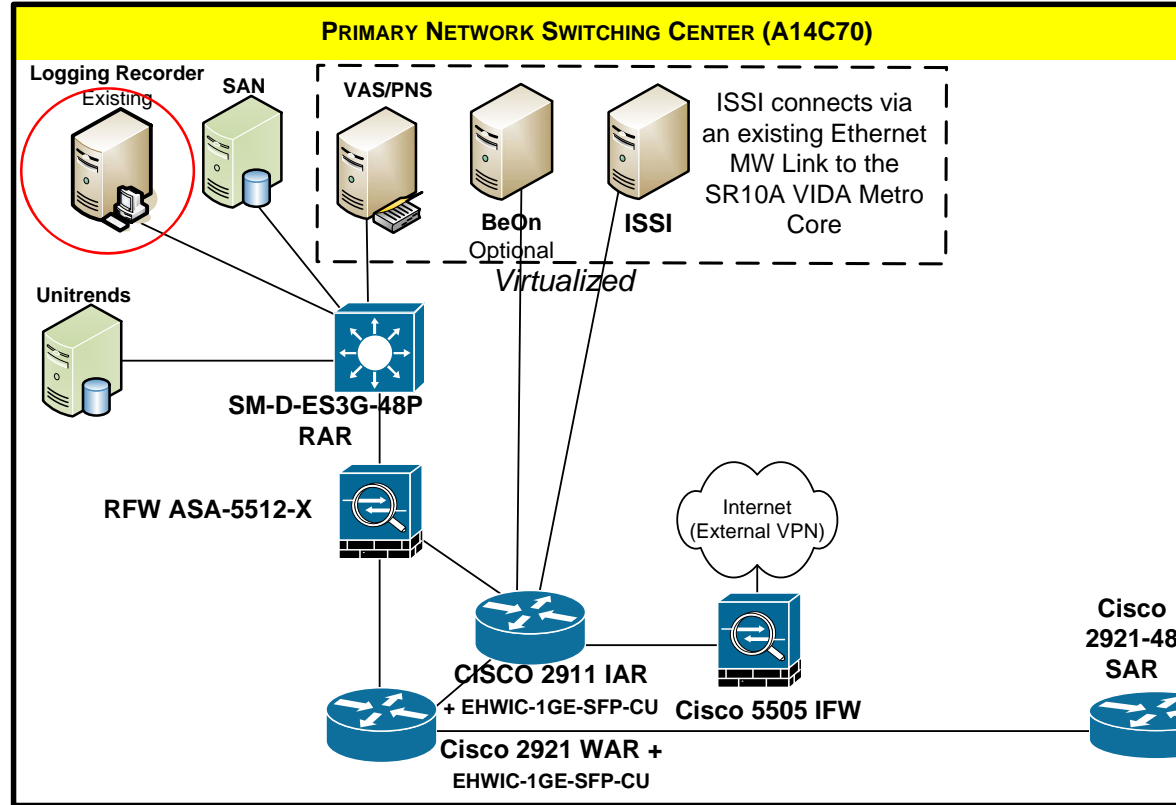 PRIMARY NETWORK SWITCHING CENTER (A14C70)
Logging Recorder
Existing
SAN
VAS/PNS
BeOn
Optional
ISSI
ISSI connects via
an existing Ethernet
MW Link to the
SR10A VIDA Metro
Core
Virtualized
Unitrends
SM-D-ES3G-48P
RAR
RFW ASA-5512-X
Internet
(External VPN)
CISCO 2911 IAR
+ EHWIC-1GE-SFP-CU
Cisco 5505 IFW
Cisco
2921-48
SAR
Cisco 2921 WAR +
EHWIC-1GE-SFP-CU